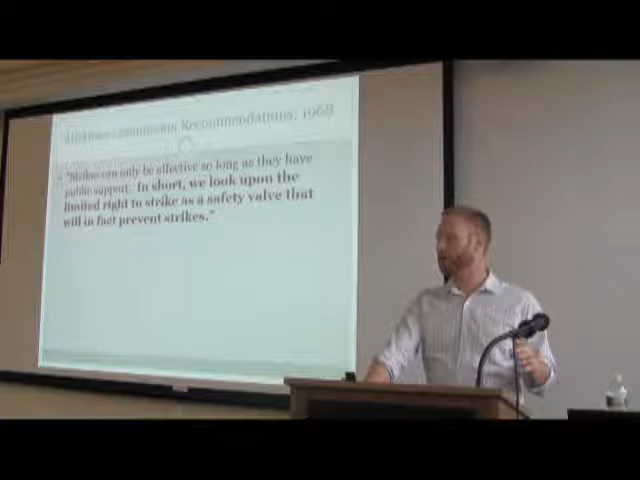 Commission Recommendations, 1968
"Strikes can only be effective so long as they have
public support. In short, we look upon the
limited right to strike as a safety valve that
will in fact prevent strikes."